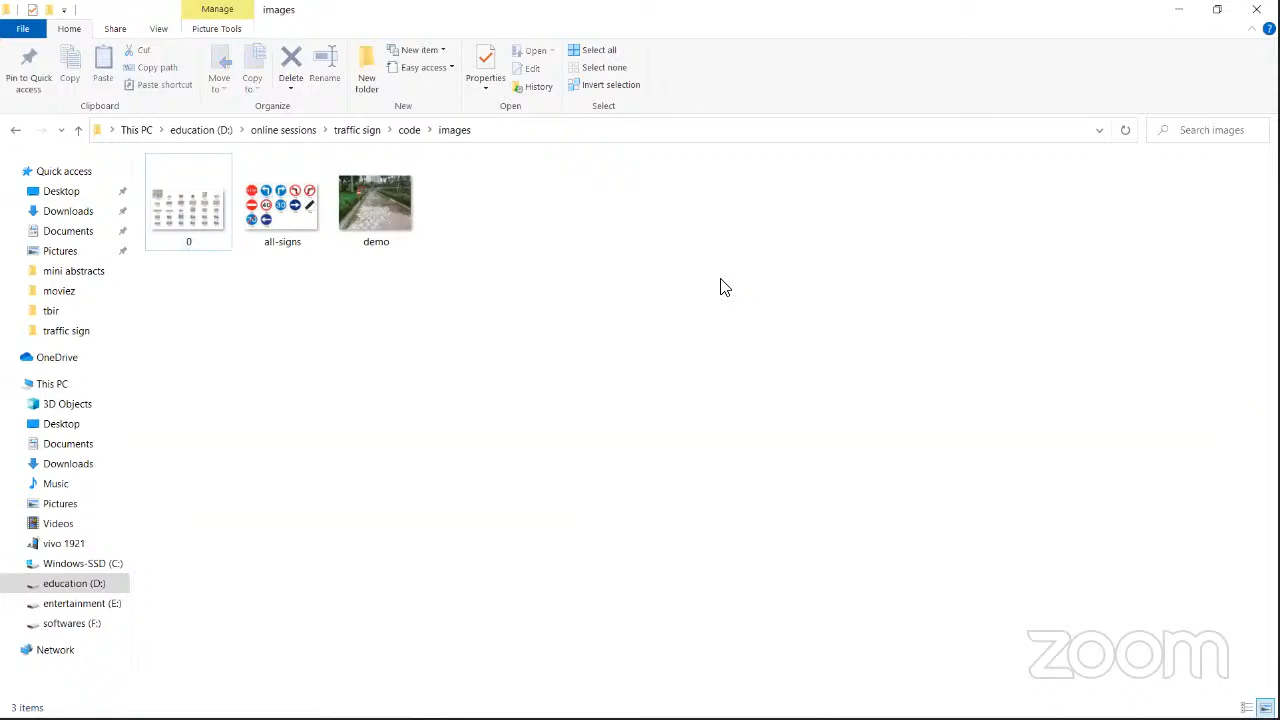 Manage
images
File
Home
Share
View
Picture Tools
Pin to Quick access
Copy
Paste
Cut
Copy path
Paste shortcut
Clipboard
Move to
Copy to
Delete
Rename
Organize
New folder
New item
Easy access
New
Properties
Open
Edit
History
Open
Select all
Select none
Invert selection
Select
This PC
education (D:)
online sessions
traffic sign
code
images
Search images
Quick access
Desktop
Downloads
Documents
Pictures
mini abstracts
moviez
tbir
traffic sign
OneDrive
This PC
3D Objects
Desktop
Documents
Downloads
Music
Pictures
Videos
vivo 1921
Windows-SSD (C:)
education (D:)
entertainment (E:)
softwares (F:)
Network
0
all-signs
demo
zoom
3 items